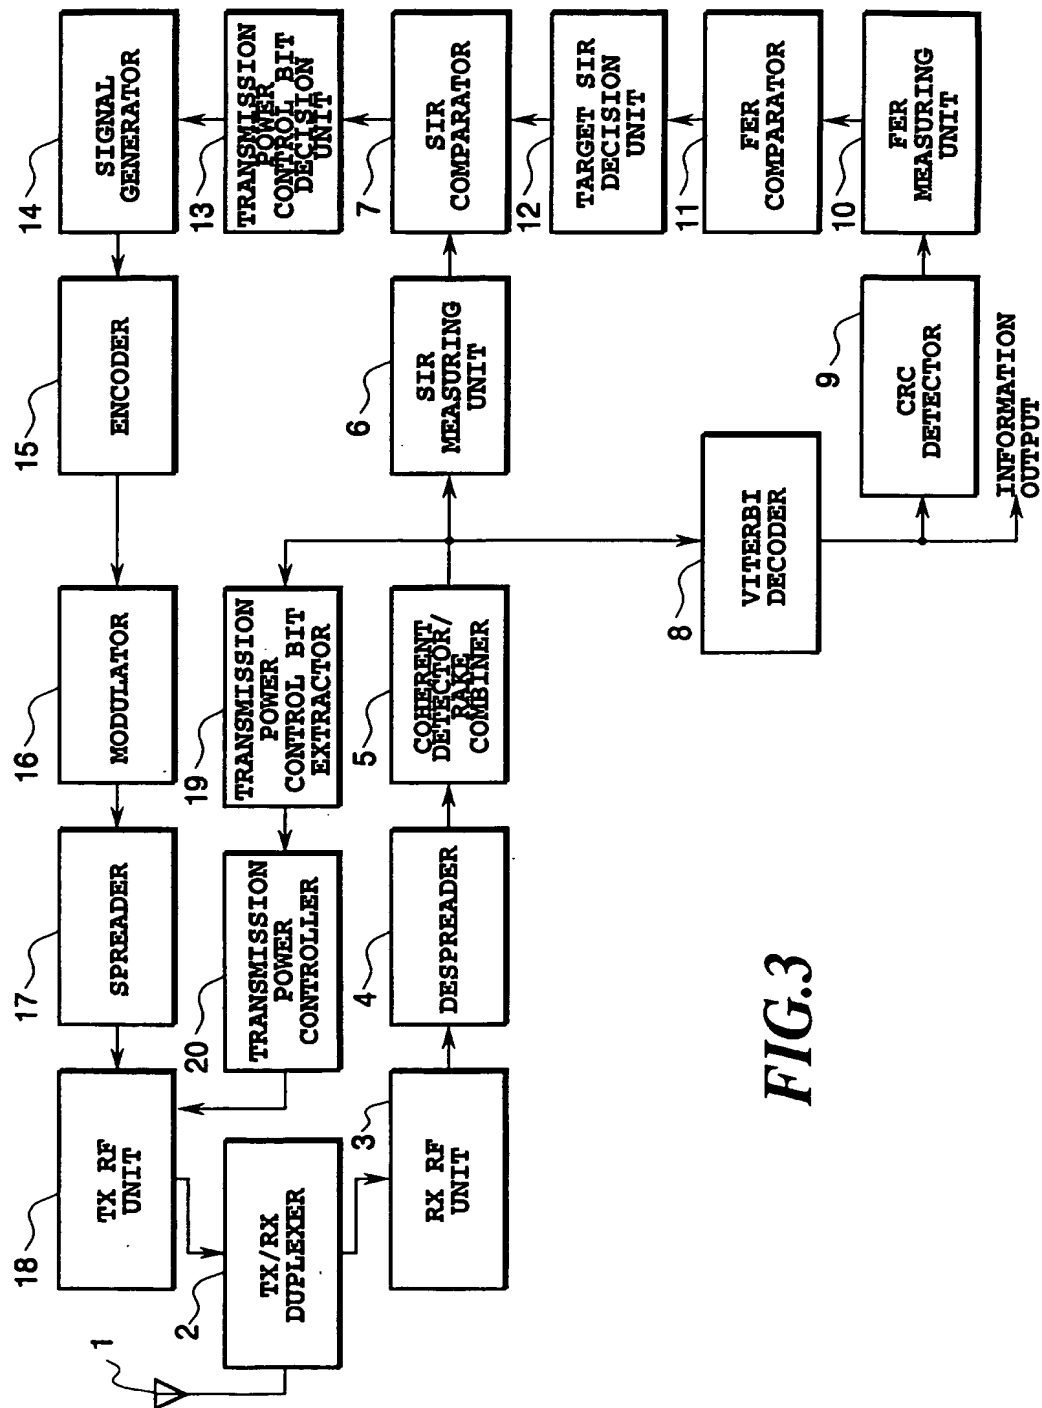 1
TX/RX
DUPLEXER
2
RX RF
UNIT
3
DESPREADER
4
COHERENT
DETECTOR/
RAKE
COMBINER
5
SIR
MEASURING
UNIT
6
SIR
COMPARATOR
7
VITERBI
DECODER
8
CRC
DETECTOR
9
INFORMATION
OUTPUT
FER
MEASURING
UNIT
10
FER
COMPARATOR
11
TARGET SIR
DECISION
UNIT
12
TRANSMISSION
POWER
CONTROL BIT
DECISION
UNIT
13
SIGNAL
GENERATOR
14
ENCODER
15
MODULATOR
16
SPREADER
17
TX RF
UNIT
18
TRANSMISSION
POWER
CONTROL BIT
EXTRACTOR
19
TRANSMISSION
POWER
CONTROLLER
20
FIG.3